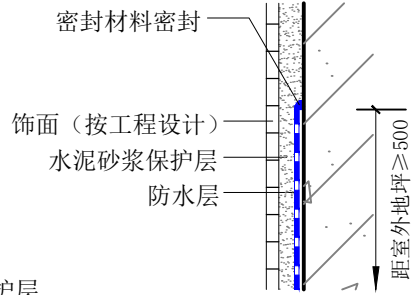 密封材料密封
饰面（按工程设计）
水泥砂浆保护层
防水层
距室外地坪≥500
护层